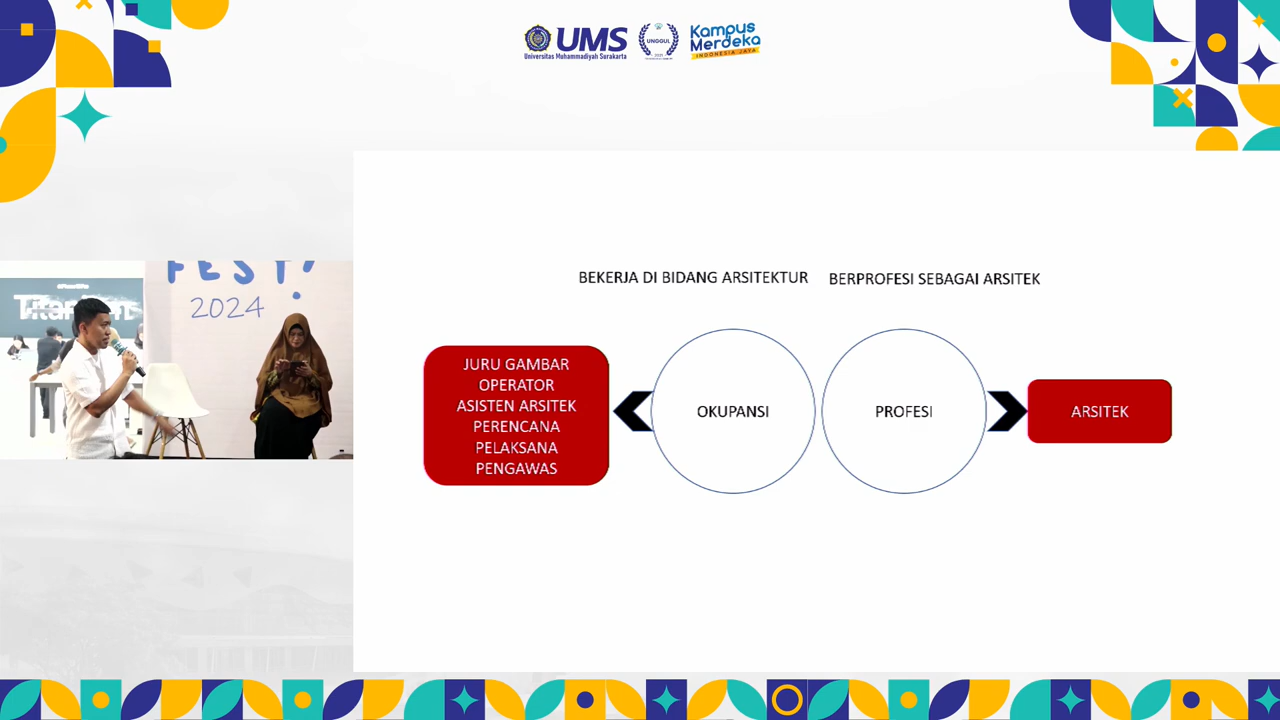 UMS
Universitas Muhammadiyah Surakarta
UNGGUL
Kampus
Merdeka
INDONESIA JAYA
FEST!
2024
BEKERJA DI BIDANG ARSITEKTUR
BERPROFESI SEBAGAI ARSITEK
JURU GAMBAR
OPERATOR
ASISTEN ARSITEK
PERENCANA
PELAKSANA
PENGAWAS
OKUPANSI
PROFESI
ARSITEK